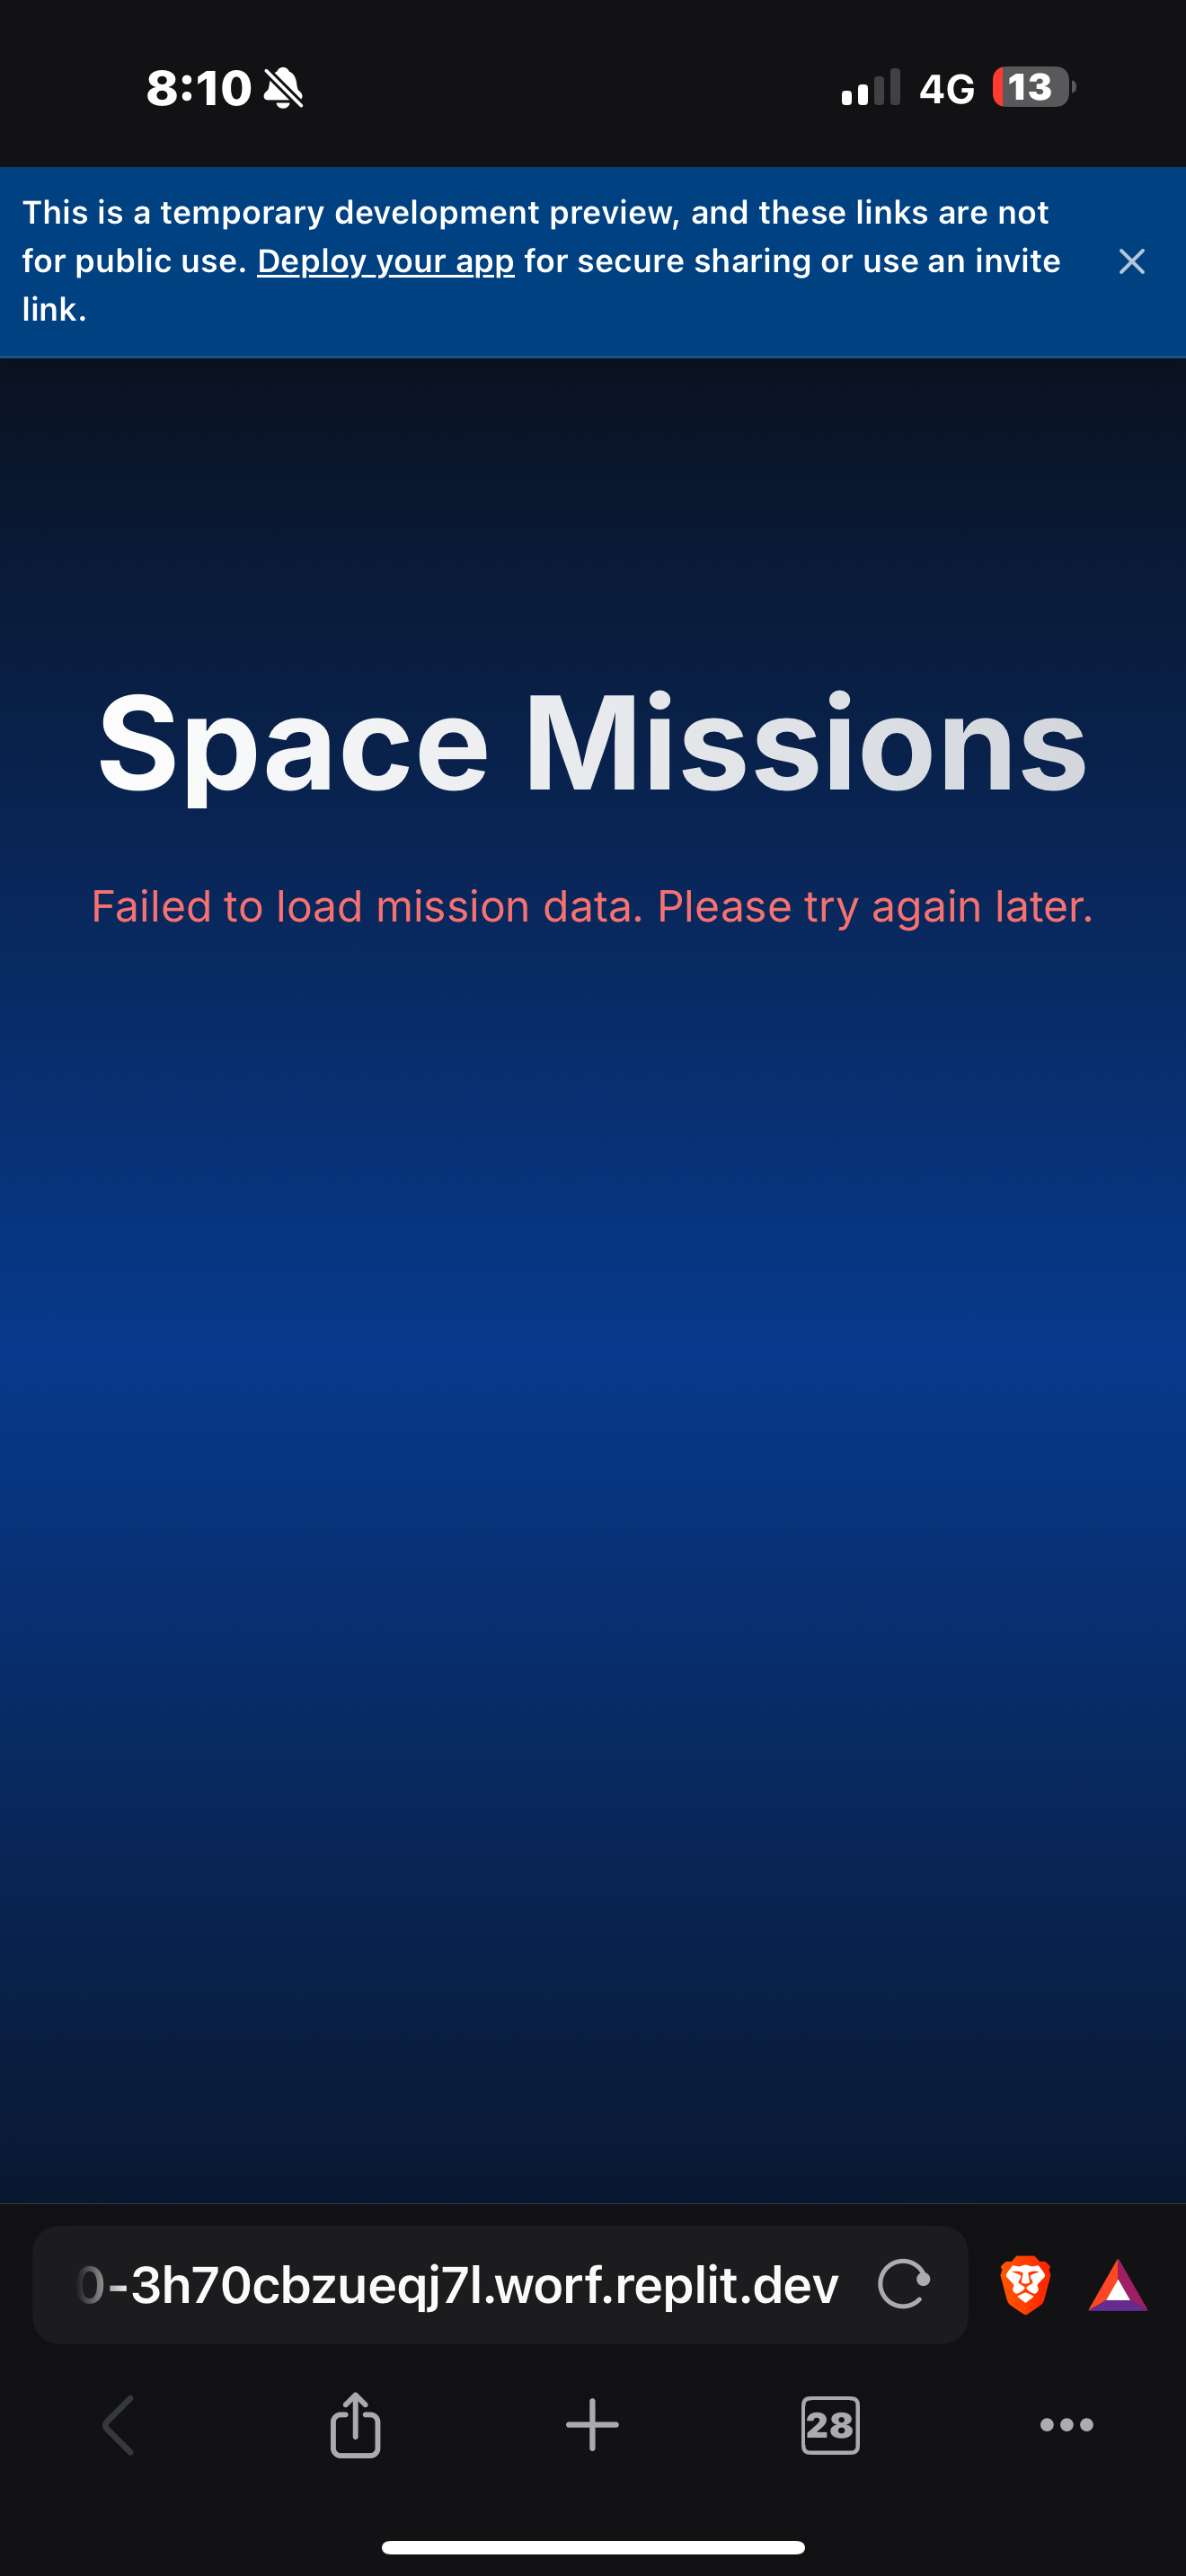 8:10
4G
13
This is a temporary development preview, and these links are not
for public use. Deploy your app for secure sharing or use an invite
link.
Space Missions
Failed to load mission data. Please try again later.
0-3h70cbzueqj7l.worf.replit.dev
28